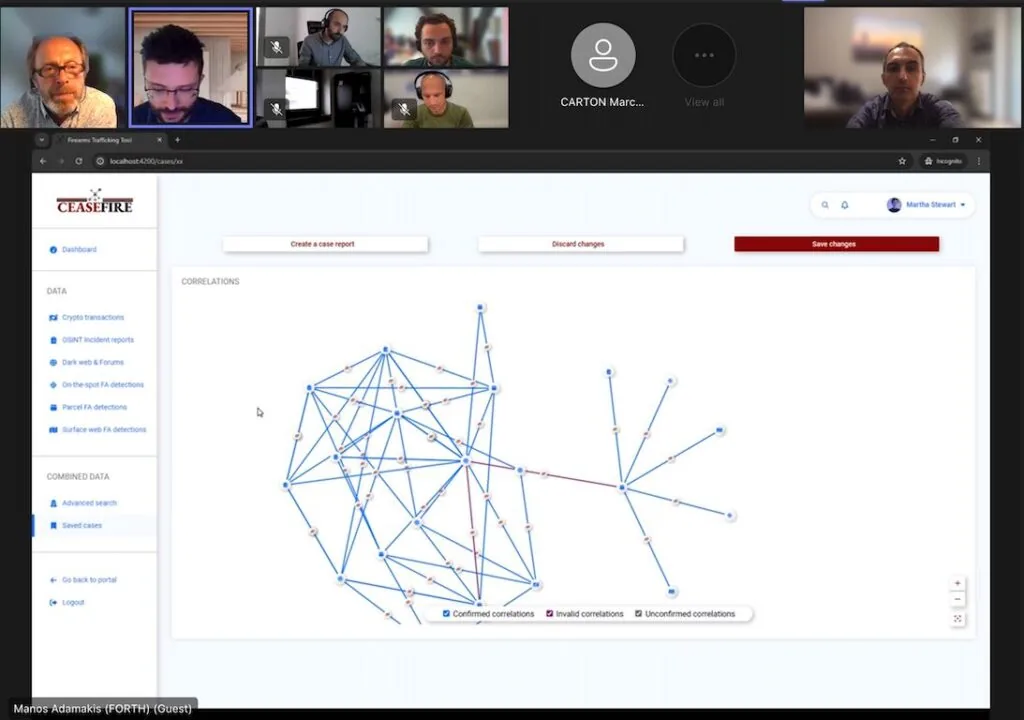 CARTON Marc...
View all
Firearms Trafficking Tool
localhost:4200/cases/xx
Incognito
CEASEFIRE
Martha Stewart
Dashboard
Create a case report
Discard changes
Save changes
CORRELATIONS
DATA
Crypto transactions
OSINT Incident reports
Dark web & Forums
On-the-spot FA detections
Parcel FA detections
Surface web FA detections
COMBINED DATA
Advanced search
Saved cases
Go back to portal
Logout
Confirmed correlations
Invalid correlations
Unconfirmed correlations
Manos Adamakis (FORTH) (Guest)